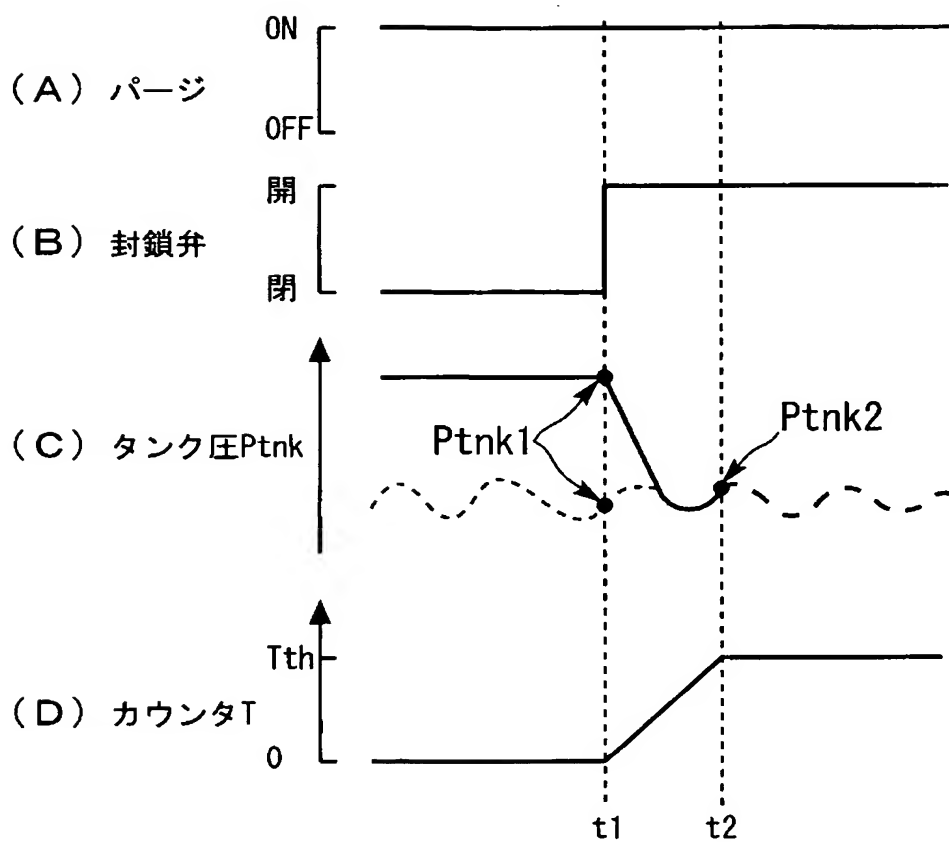 ON
(A) パージ
OFF
開
(B) 封鎖弁
閉
Ptnk1
Ptnk2
(C) タンク圧Ptnk
Tth
(D) カウンタT
0
t1 t2